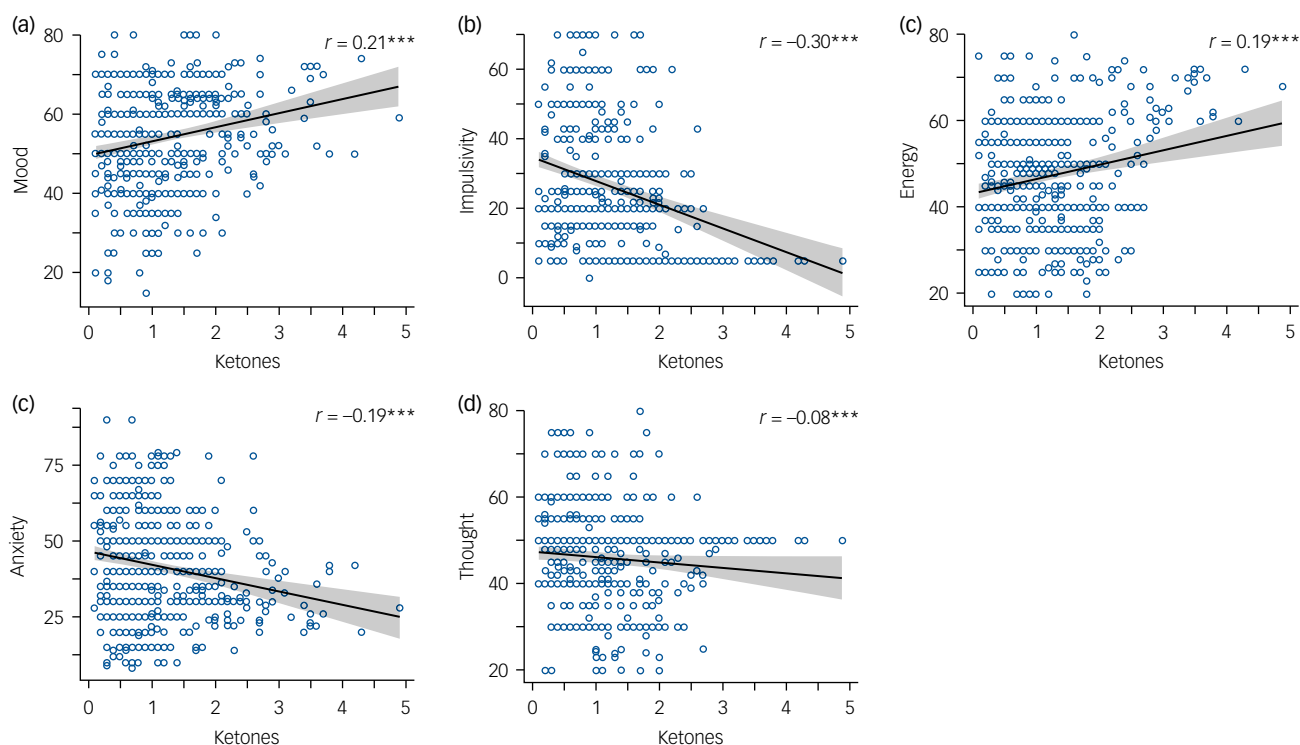 (a)
r = 0.21***
Mood
80
60
40
20
0 1 2 3 4 5
Ketones
(b)
r = –0.30***
Impulsivity
60
40
20
0
0 1 2 3 4 5
Ketones
(c)
r = 0.19***
Energy
80
60
40
20
0 1 2 3 4 5
Ketones
(c)
r = –0.19***
Anxiety
75
50
25
0 1 2 3 4 5
Ketones
(d)
r = –0.08***
Thought
80
60
40
20
0 1 2 3 4 5
Ketones